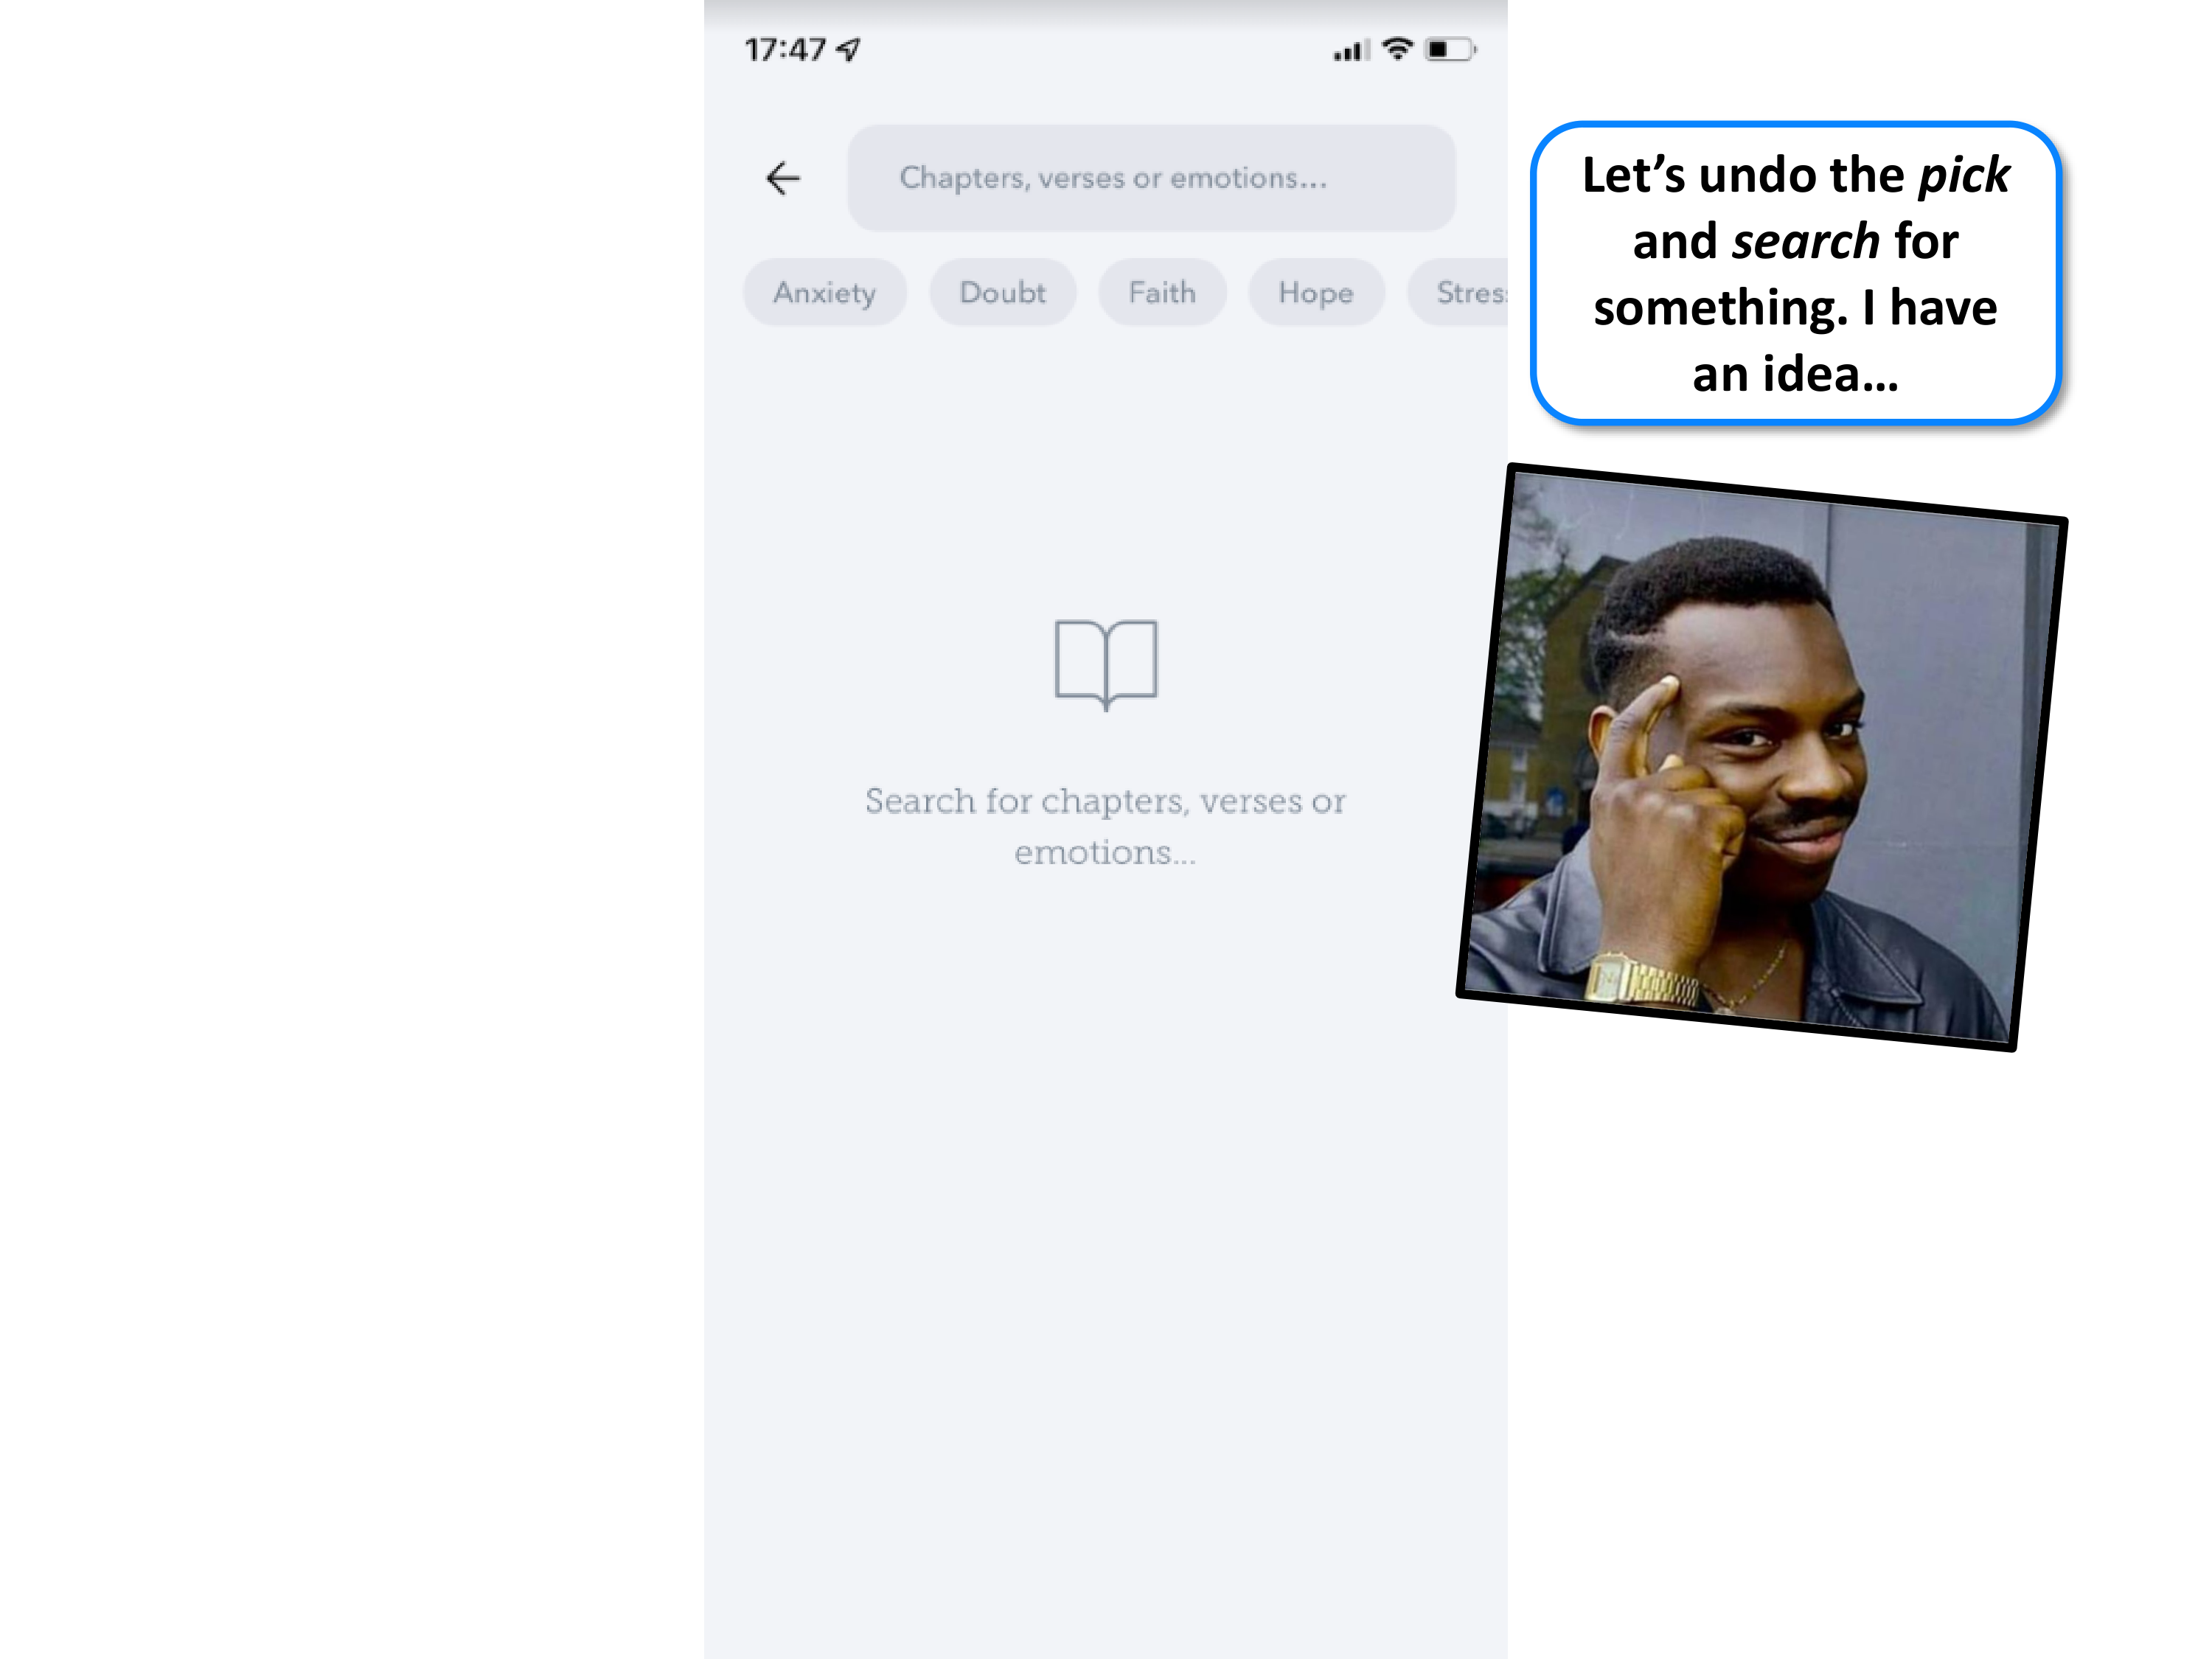 17:47
Chapters, verses or emotions...
Anxiety Doubt Faith Hope Stres
Search for chapters, verses or
emotions...
Let's undo the pick
and search for
something. I have
an idea...